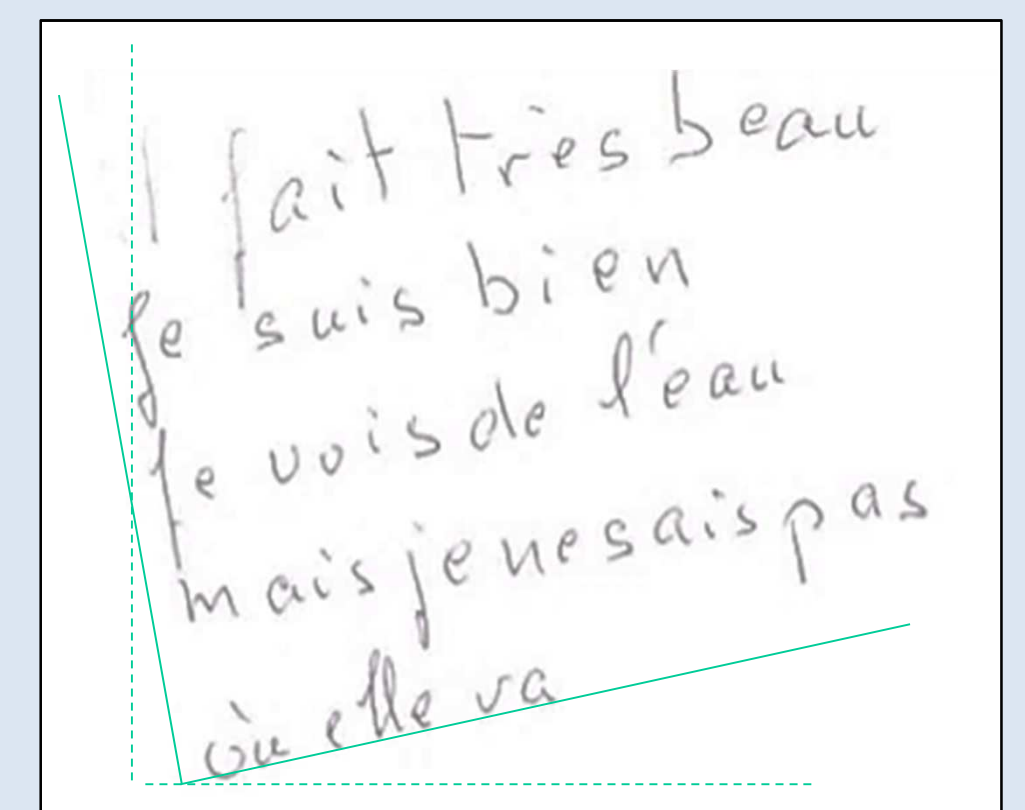 Il fait très beau
Je suis bien
Je vois de l'eau
mais je ne sais pas
où elle va